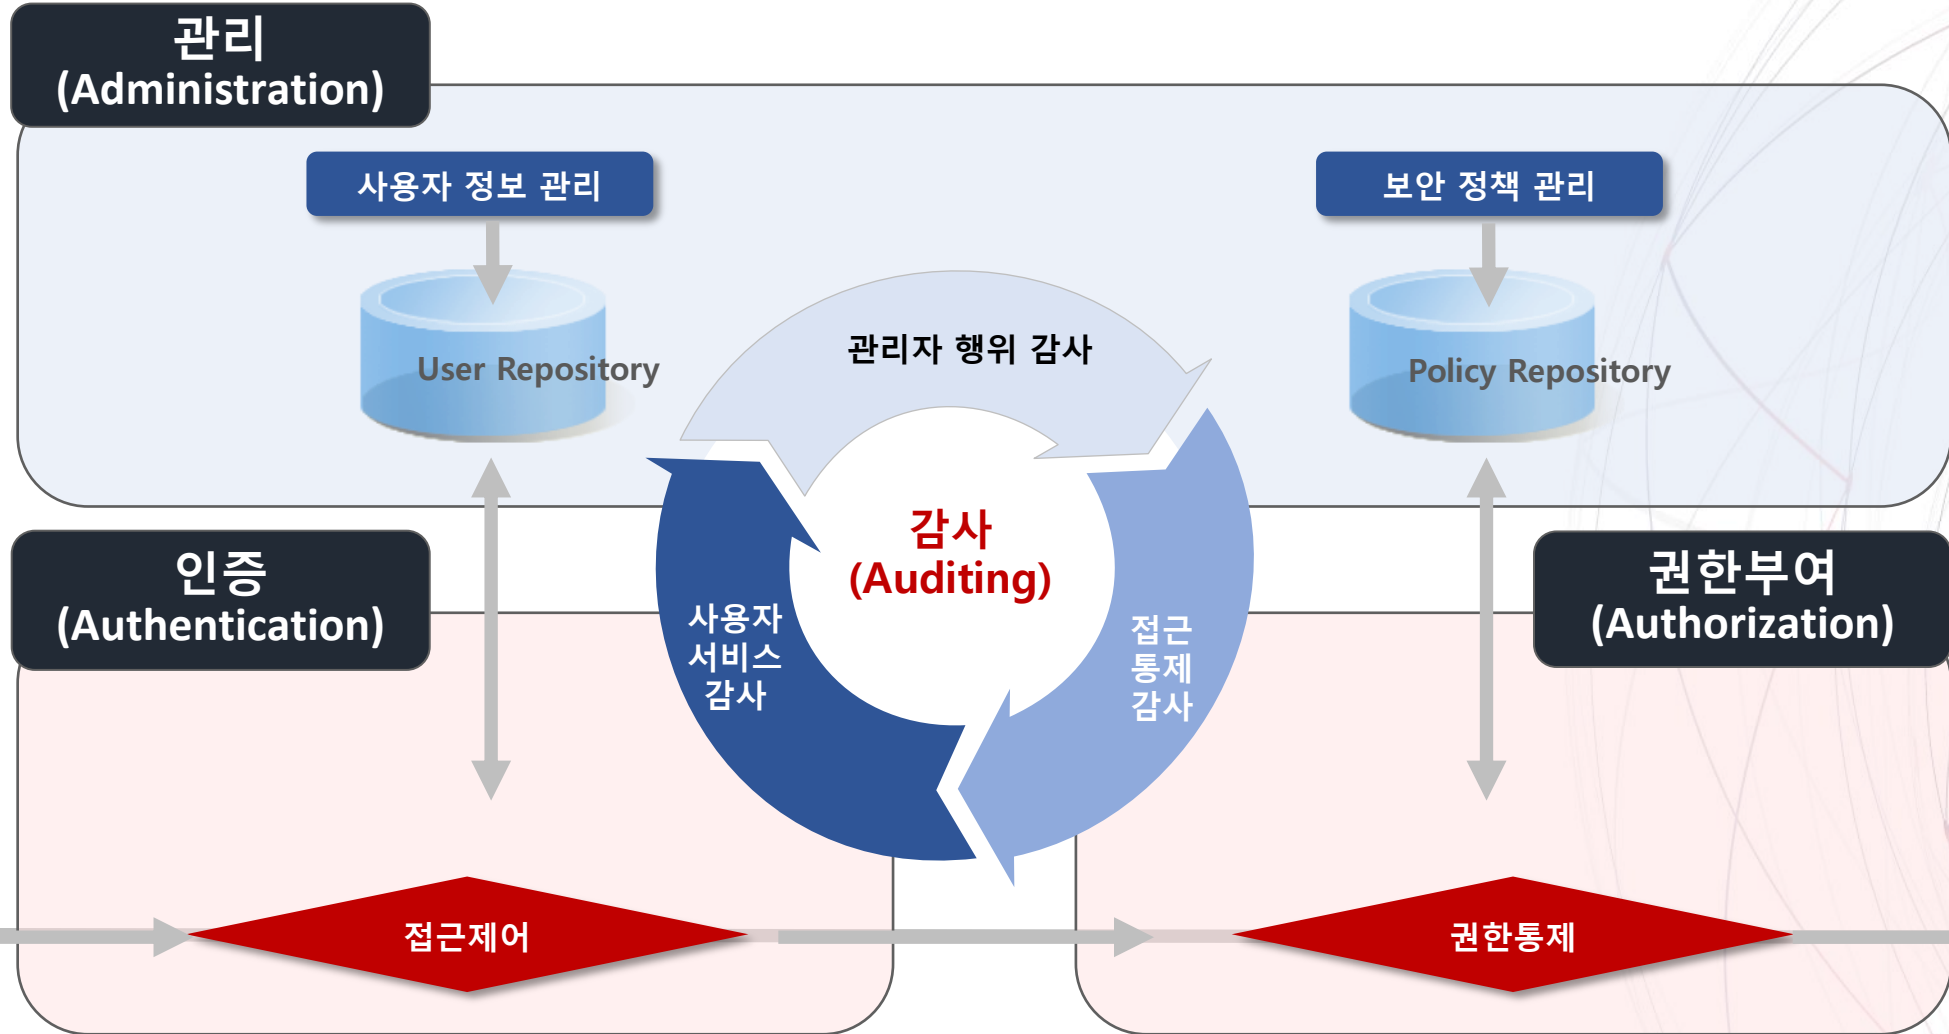 관리
(Administration)
사용자 정보 관리
보안 정책 관리
User Repository
관리자 행위 감사
Policy Repository
감사
(Auditing)
인증
(Authentication)
권한부여
(Authorization)
사용자
서비스
감사
접근
통제
감사
접근제어
권한통제